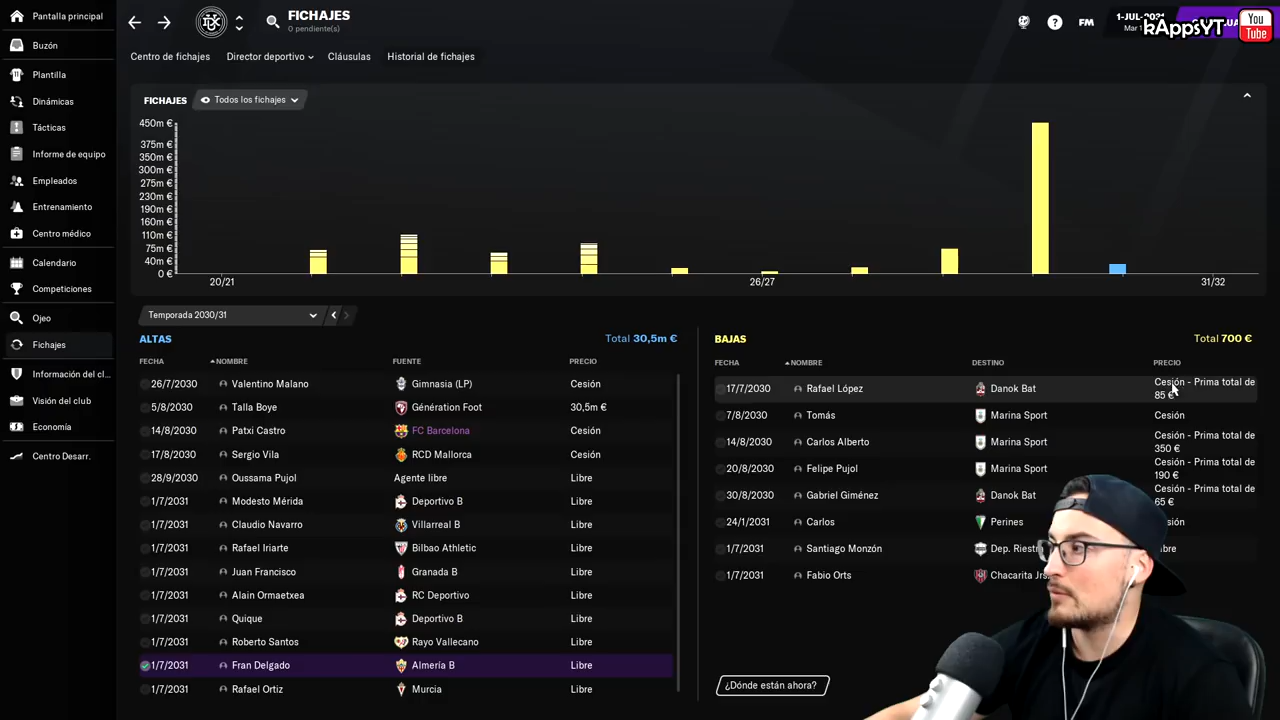 Pantalla principal
Buzón
Plantilla
Dinámicas
Tácticas
Informe de equipo
Empleados
Entrenamiento
Centro médico
Calendario
Competiciones
Ojeo
Fichajes
Información del cl...
Visión del club
Economía
Centro Desarr.
FICHAJES
0 pendiente(s)
FM
1-JUL-2031
Mar 1
kAppsYT
You
Tube
Centro de fichajes
Director deportivo
Cláusulas
Historial de fichajes
FICHAJES
Todos los fichajes
450m €
375m €
350m €
300m €
275m €
230m €
190m €
160m €
110m €
75m €
40m €
0 €
20/21
26/27
31/32
Temporada 2030/31
ALTAS
Total 30,5m €
FECHA NOMBRE FUENTE PRECIO
26/7/2030 Valentino Malano Gimnasia (LP) Cesión
5/8/2030 Talla Boye Génération Foot 30,5m €
14/8/2030 Patxi Castro FC Barcelona Cesión
17/8/2030 Sergio Vila RCD Mallorca Cesión
28/9/2030 Oussama Pujol Agente libre Libre
1/7/2031 Modesto Mérida Deportivo B Libre
1/7/2031 Claudio Navarro Villarreal B Libre
1/7/2031 Rafael Iriarte Bilbao Athletic Libre
1/7/2031 Juan Francisco Granada B Libre
1/7/2031 Alain Ormaetxea RC Deportivo Libre
1/7/2031 Quique Deportivo B Libre
1/7/2031 Roberto Santos Rayo Vallecano Libre
1/7/2031 Fran Delgado Almería B Libre
1/7/2031 Rafael Ortiz Murcia Libre
BAJAS
Total 700 €
FECHA NOMBRE DESTINO PRECIO
17/7/2030 Rafael López Danok Bat Cesión - Prima total de
85 €
7/8/2030 Tomás Marina Sport Cesión
14/8/2030 Carlos Alberto Marina Sport Cesión - Prima total de
350 €
20/8/2030 Felipe Pujol Marina Sport Cesión - Prima total de
190 €
30/8/2030 Gabriel Giménez Danok Bat Cesión - Prima total de
65 €
24/1/2031 Carlos Perines
1/7/2031 Santiago Monzón Dep. Riestra
1/7/2031 Fabio Orts Chacarita Jrs.
¿Dónde están ahora?